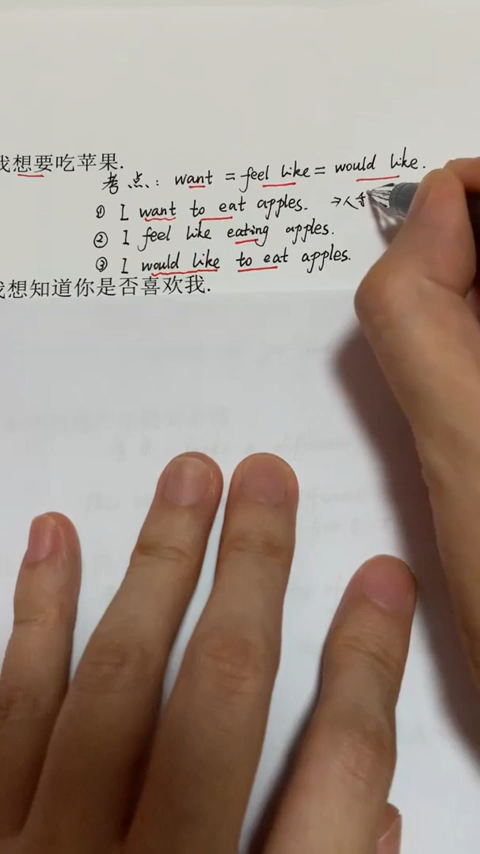 我想要吃苹果.
考点: want = feel like = would like.
① I want to eat apples. →人
② I feel like eating apples.
③ I would like to eat apples.
我想知道你是否喜欢我.